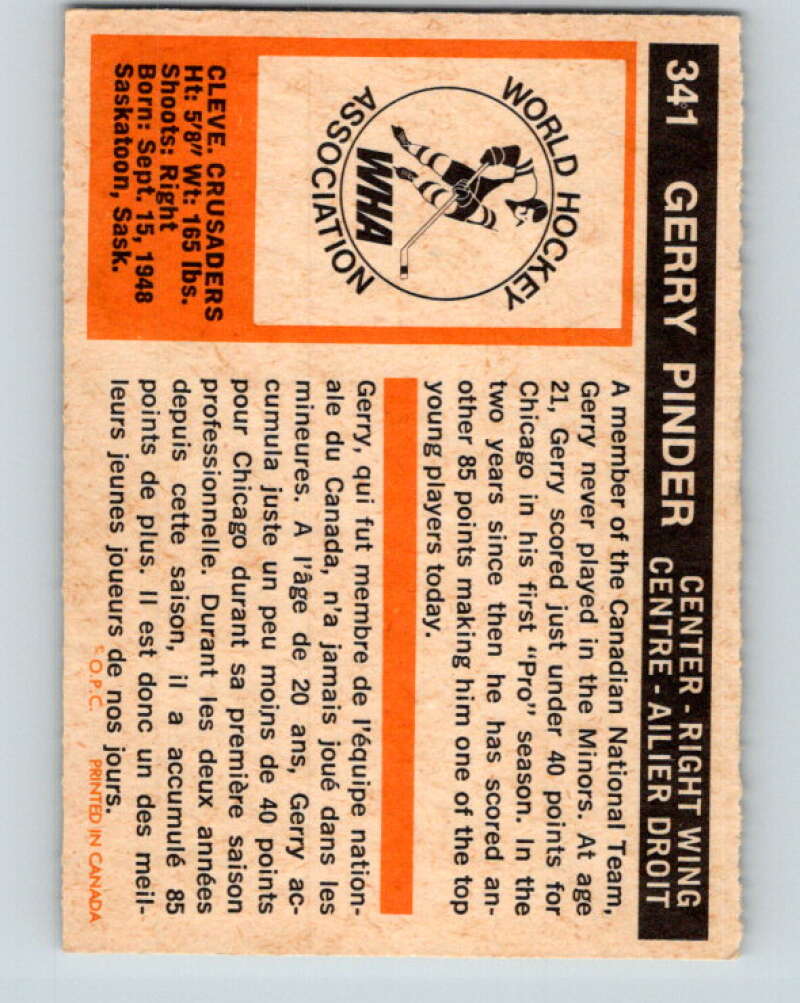 341 GERRY PINDER
CENTER - RIGHT WING
CENTRE - AILIER DROIT
WORLD HOCKEY
ASSOCIATION
WHA
CLEVE. CRUSADERS
Ht: 5'8" Wt: 165 lbs.
Shoots: Right
Born: Sept. 15, 1948
Saskatoon, Sask.
A member of the Canadian National Team,
Gerry never played in the Minors. At age
21, Gerry scored just under 40 points for
Chicago in his first "Pro" season. In the
two years since then he has scored an-
other 85 points making him one of the top
young players today.
Gerry, qui fut membre de l'équipe nation-
ale du Canada, n'a jamais joué dans les
mineures. A l'âge de 20 ans, Gerry ac-
cumula juste un peu moins de 40 points
pour Chicago durant sa première saison
professionnelle. Durant les deux années
depuis cette saison, il a accumulé 85
points de plus. Il est donc un des meil-
leurs jeunes joueurs de nos jours.
© O.P.C. PRINTED IN CANADA